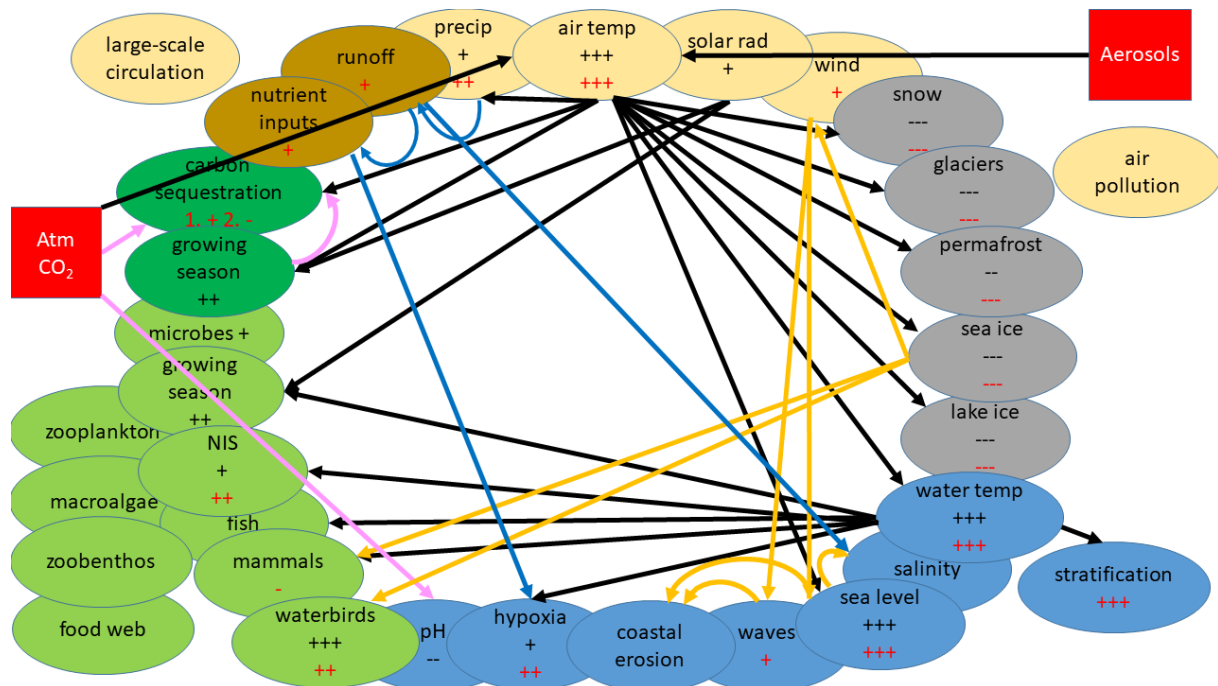 large-scale
circulation
runoff
+
precip
+
++
air temp
+++
+++
solar rad
+
wind
+
Aerosols
nutrient
inputs
+
snow
---
---
carbon
sequestration
1. + 2. -
glaciers
---
---
air
pollution
Atm
CO₂
growing
season
++
permafrost
--
---
microbes +
sea ice
---
---
growing
season
++
lake ice
---
---
zooplankton
NIS
+
++
water temp
+++
+++
macroalgae
fish
zoobenthos
mammals
-
salinity
stratification
+++
food web
waterbirds
+++
++
pH
--
hypoxia
+
++
coastal
erosion
waves
+
sea level
+++
+++